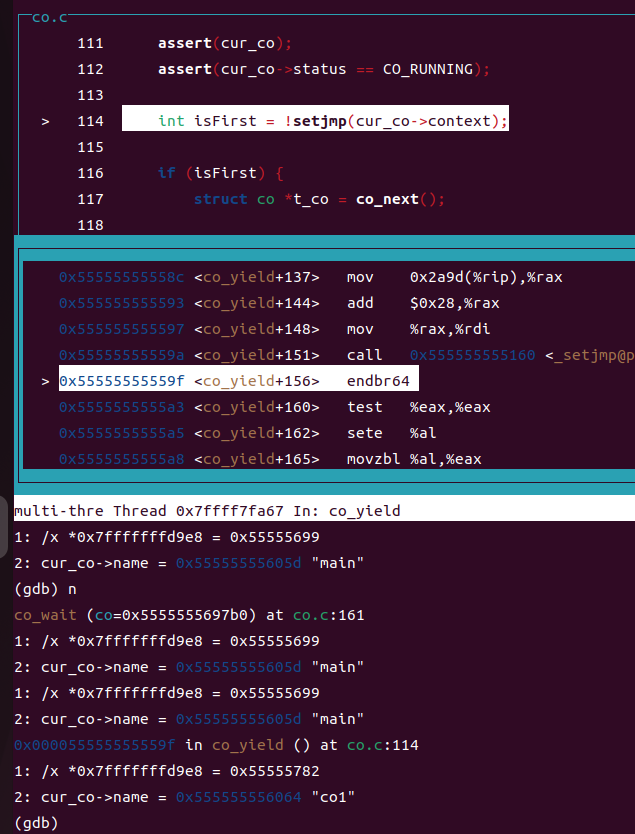 co.c
111 assert(cur_co);
112 assert(cur_co->status == CO_RUNNING);
113
> 114 int isFirst = !setjmp(cur_co->context);
115
116 if (isFirst) {
117 struct co *t_co = co_next();
118
0x55555555558c <co_yield+137> mov 0x2a9d(%rip),%rax
0x555555555593 <co_yield+144> add $0x28,%rax
0x555555555597 <co_yield+148> mov %rax,%rdi
0x55555555559a <co_yield+151> call 0x555555555160 <_setjmp@p
> 0x55555555559f <co_yield+156> endbr64
0x5555555555a3 <co_yield+160> test %eax,%eax
0x5555555555a5 <co_yield+162> sete %al
0x5555555555a8 <co_yield+165> movzbl %al,%eax
multi-thre Thread 0x7ffff7fa67 In: co_yield
1: /x *0x7fffffffd9e8 = 0x55555699
2: cur_co->name = 0x55555555605d "main"
(gdb) n
co_wait (co=0x5555555697b0) at co.c:161
1: /x *0x7fffffffd9e8 = 0x55555699
2: cur_co->name = 0x55555555605d "main"
1: /x *0x7fffffffd9e8 = 0x55555699
2: cur_co->name = 0x55555555605d "main"
0x000055555555559f in co_yield () at co.c:114
1: /x *0x7fffffffd9e8 = 0x55555782
2: cur_co->name = 0x555555556064 "co1"
(gdb)